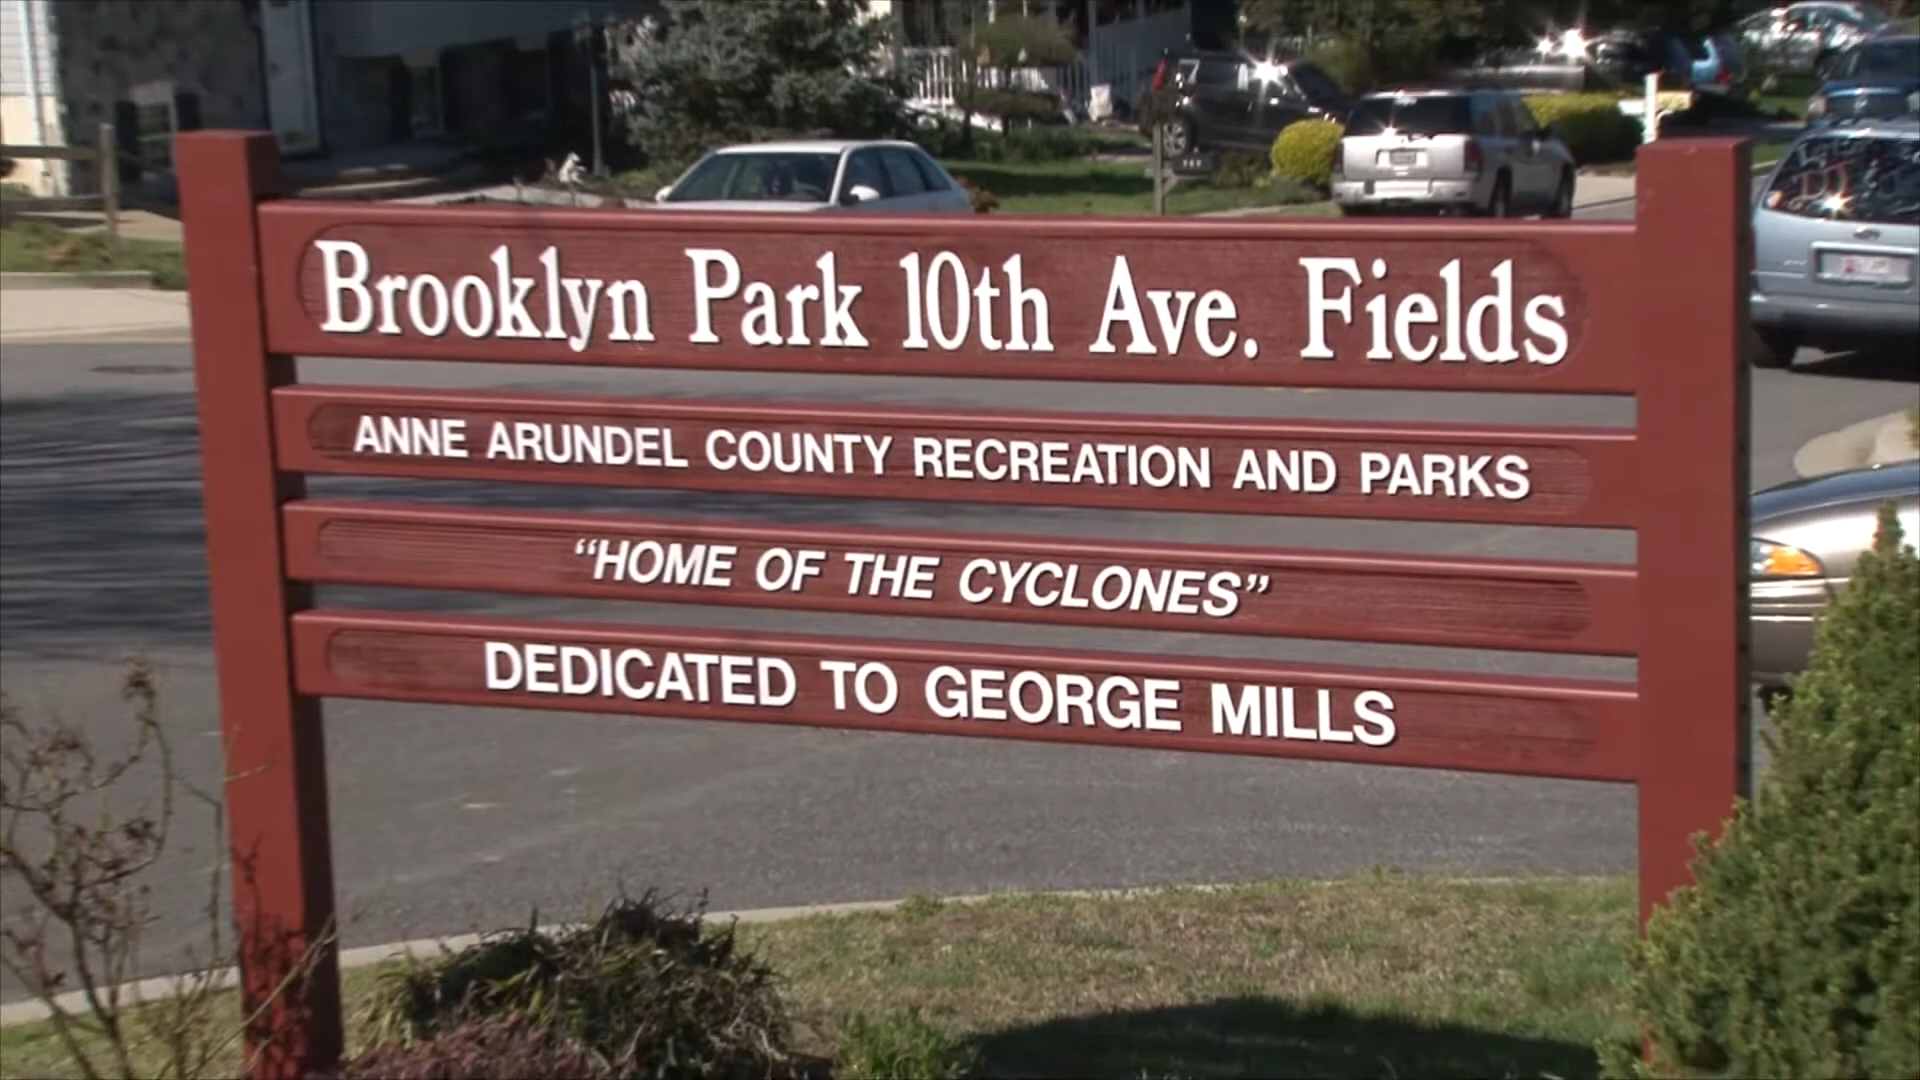 Brooklyn Park 10th Ave. Fields
ANNE ARUNDEL COUNTY RECREATION AND PARKS
“HOME OF THE CYCLONES”
DEDICATED TO GEORGE MILLS